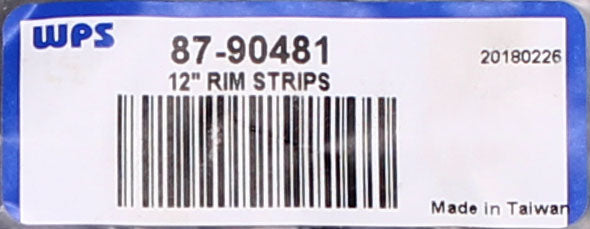 WPS
87-90481
20180226
12" RIM STRIPS
Made in Taiwan